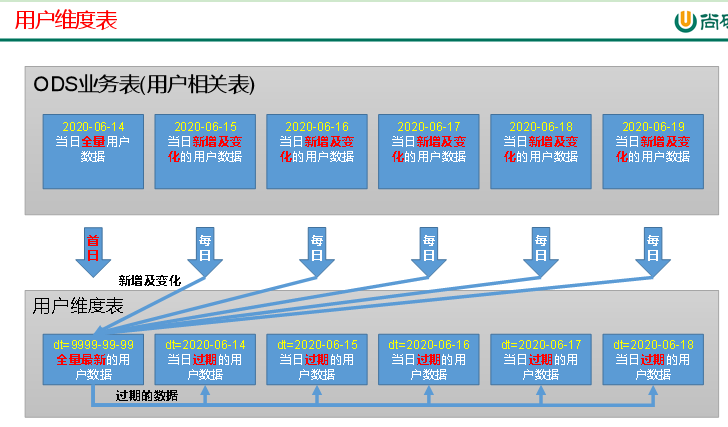 用户维度表
尚
ODS业务表(用户相关表)
2020-06-14
当日全量用户
数据
2020-06-15
当日新增及变
化的用户数据
2020-06-16
当日新增及变
化的用户数据
2020-06-17
当日新增及变
化的用户数据
2020-06-18
当日新增及变
化的用户数据
2020-06-19
当日新增及变
化的用户数据
首
日
每
日
每
日
每
日
每
日
每
日
新增及变化
用户维度表
dt=9999-99-99
全量最新的用
户数据
dt=2020-06-14
当日过期的用
户数据
dt=2020-06-15
当日过期的用
户数据
dt=2020-06-16
当日过期的用
户数据
dt=2020-06-17
当日过期的用
户数据
dt=2020-06-18
当日过期的用
户数据
过期的数据